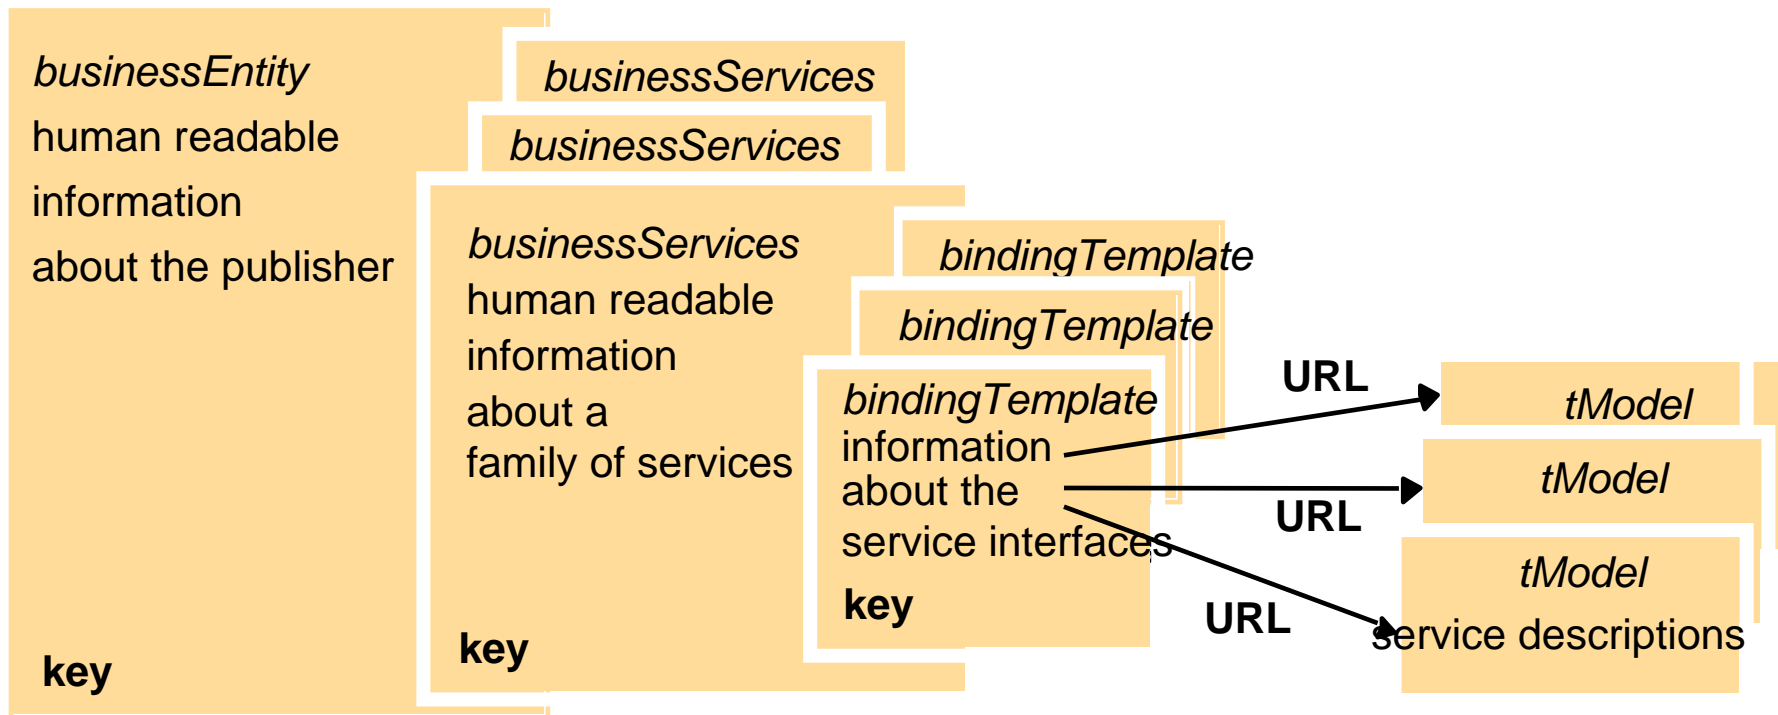 businessEntity
human readable
information
about the publisher
key
businessServices
businessServices
businessServices
human readable
information
about a
family of services
key
bindingTemplate
bindingTemplate
bindingTemplate
information
about the
service interfaces
key
URL
URL
URL
tModel
tModel
tModel
service descriptions